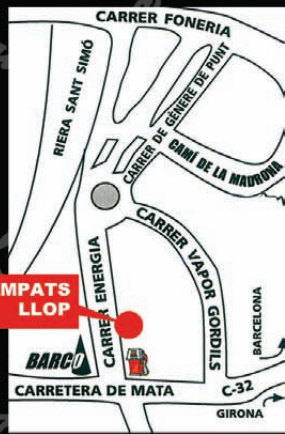 CARRER FONERIA
RIERA SANT SIMÓ
CARRER DE GÈNERE DE PUNT
CAMÍ DE LA MADRONA
CARRER ENERGIA
CARRER VAPOR GORDILS
MPATS
LLOP
BARCO
BARCELONA
CARRETERA DE MATA
C-32
GIRONA